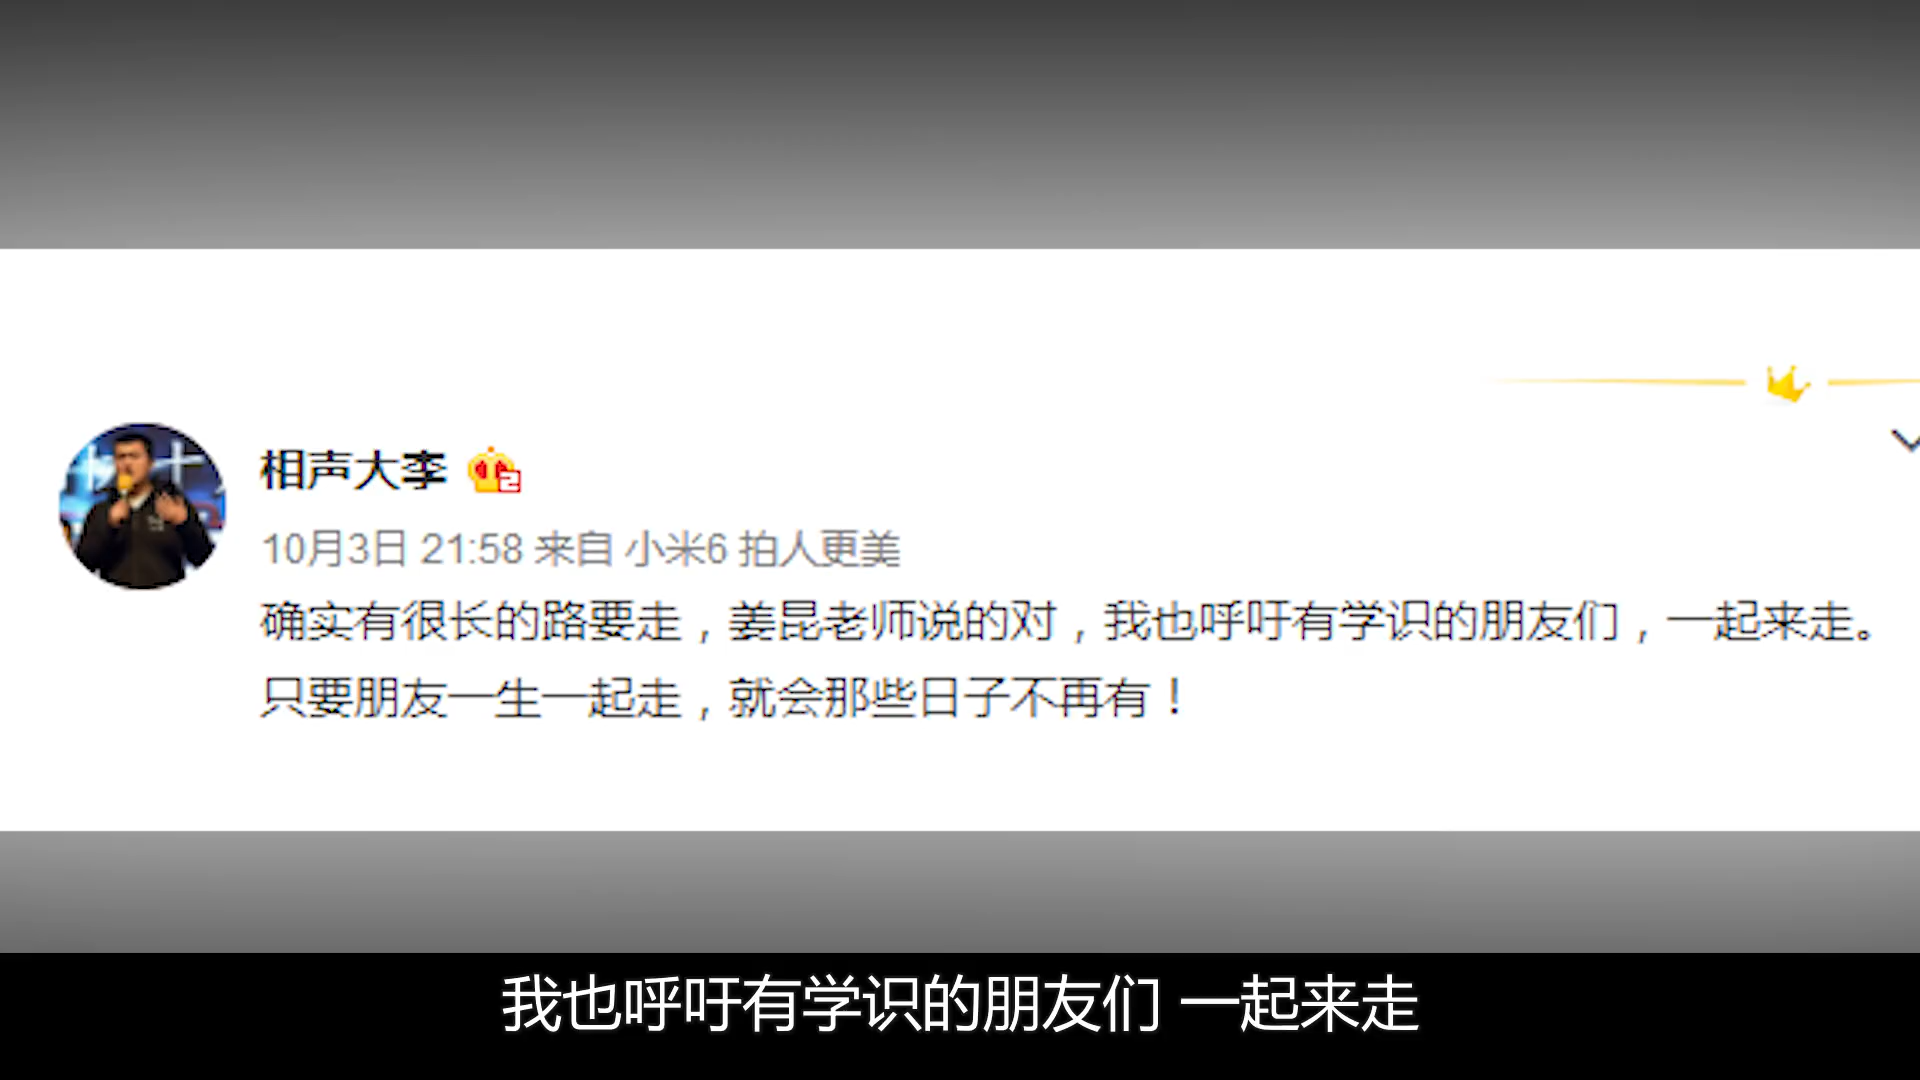 相声大李
10月3日 21:58 来自 小米6 拍人更美
确实有很长的路要走，姜昆老师说的对，我也呼吁有学识的朋友们，一起来走。
只要朋友一生一起走，就会那些日子不再有！
我也呼吁有学识的朋友们 一起来走